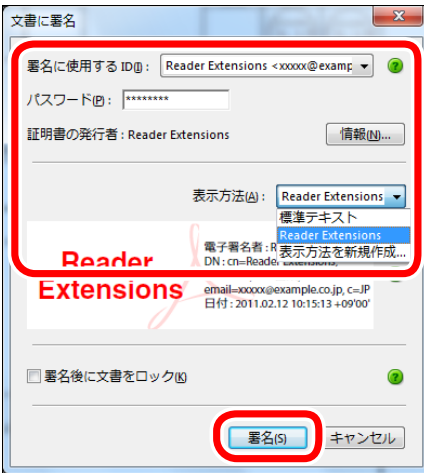 文書に署名
署名に使用する ID(I): Reader Extensions <xxxxx@examp
パスワード(P): ********
証明書の発行者 : Reader Extensions 情報(N)...
表示方法(A): Reader Extensions
標準テキスト
Reader Extensions
表示方法を新規作成...
Reader
Extensions
電子署名者 : R
DN : cn=Reader Extensions,
email=xxxxx@example.co.jp, c=JP
日付 : 2011.02.12 10:15:13 +09'00'
署名後に文書をロック(K)
署名(S) キャンセル